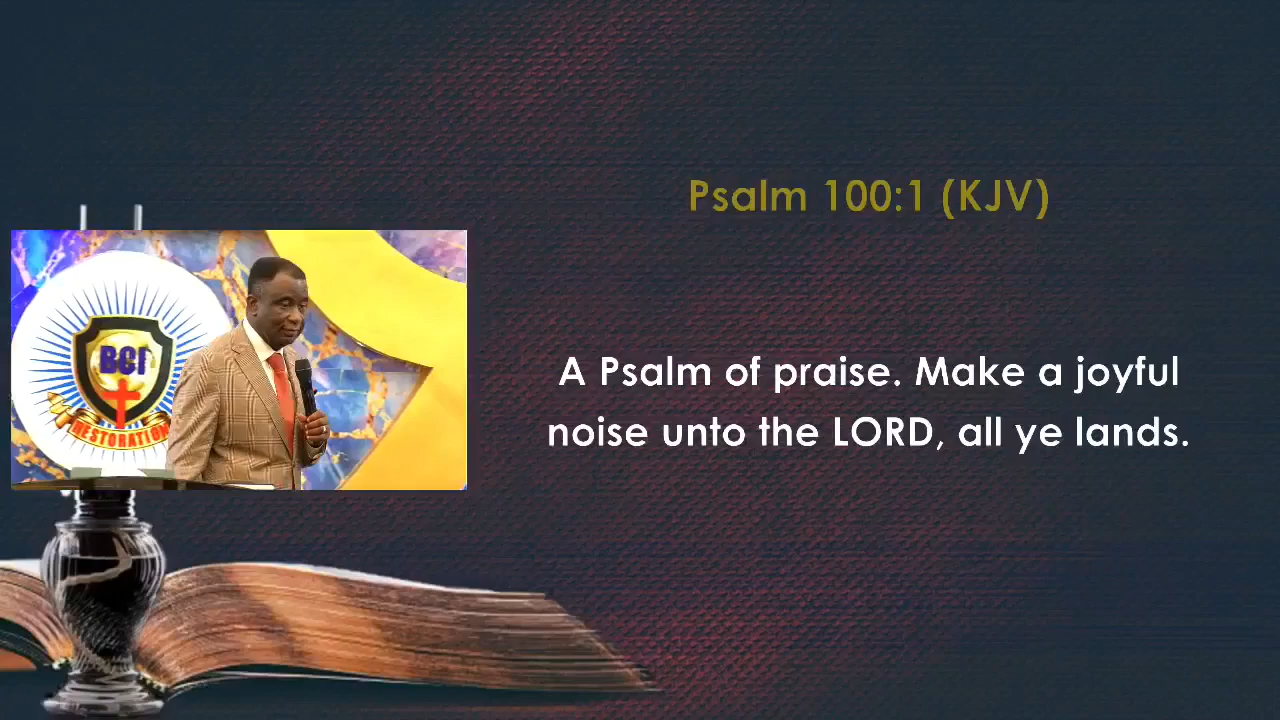 Psalm 100:1 (KJV)
A Psalm of praise. Make a joyful
noise unto the LORD, all ye lands.
BCI
RESTORATION